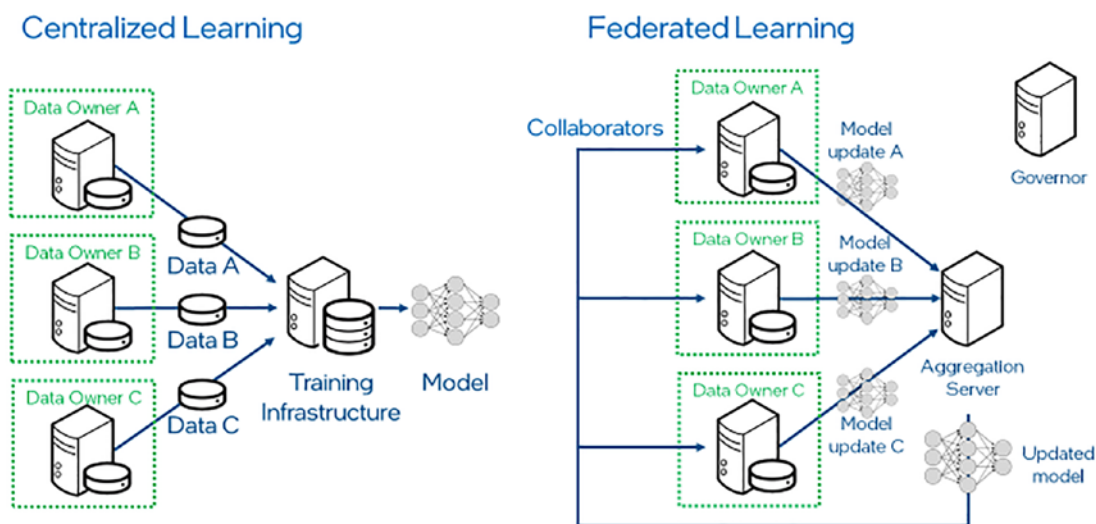 Centralized Learning
Data Owner A
Data Owner B
Data Owner C
Data A
Data B
Data C
Training
Infrastructure
Model
Federated Learning
Collaborators
Data Owner A
Data Owner B
Data Owner C
Model
update A
Model
update B
Model
update C
Governor
Aggregation
Server
Updated
model